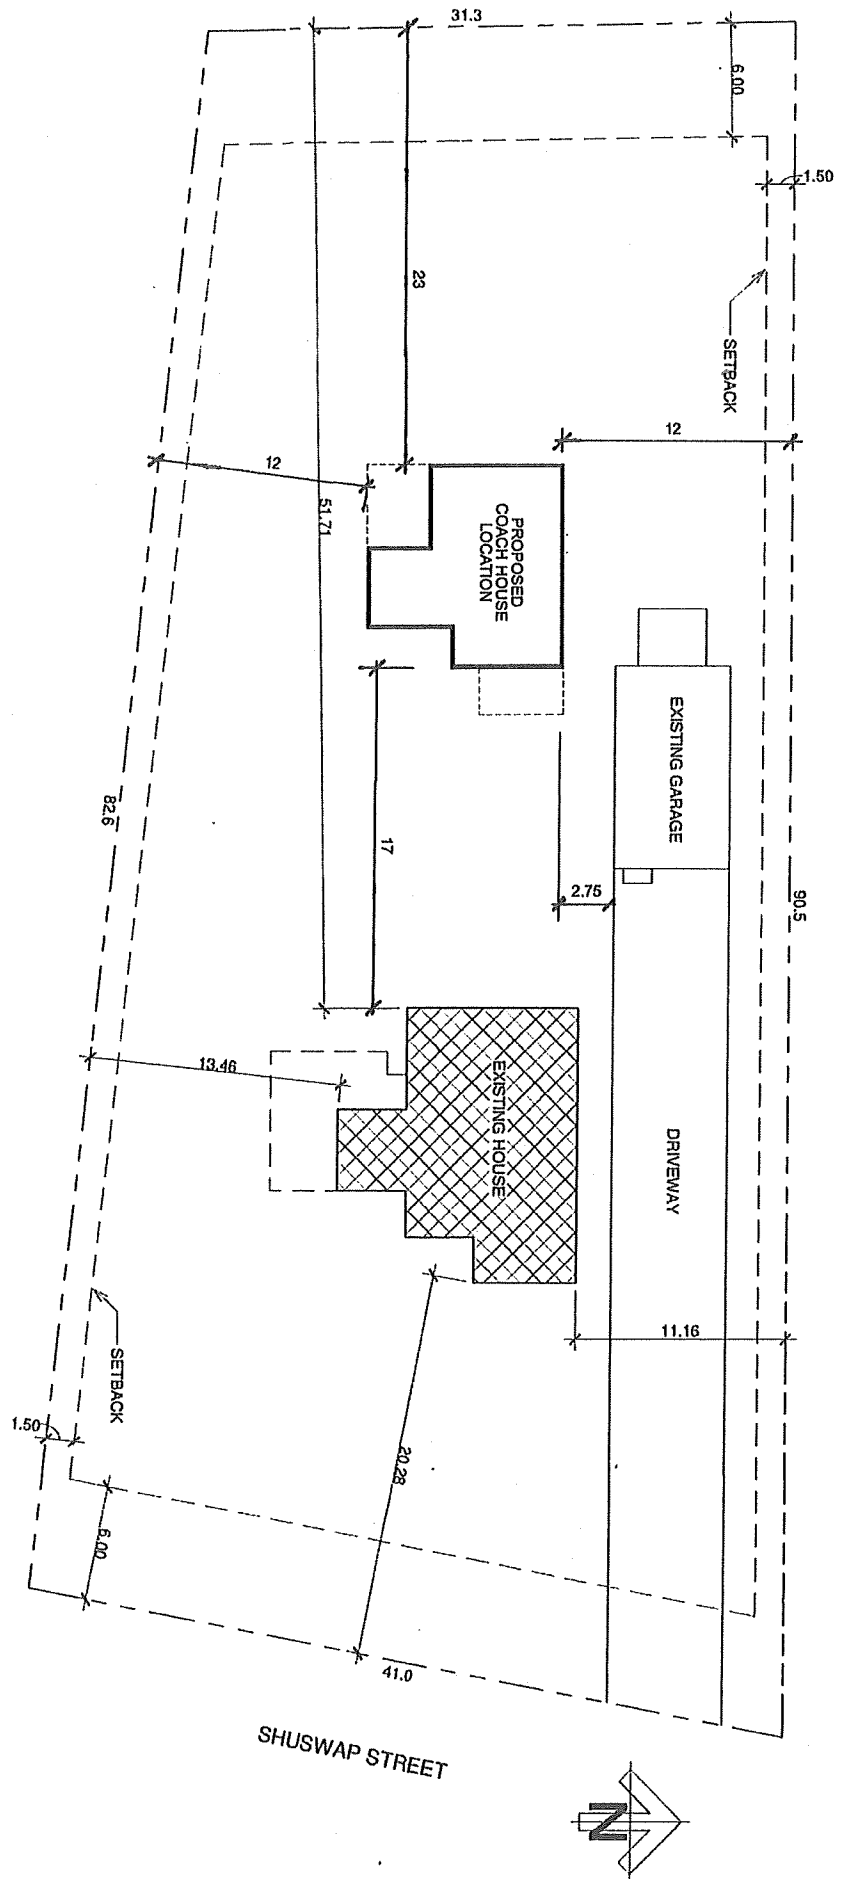 31.3
6.00
1.50
23
SETBACK
12
12
51.71
PROPOSED
COACH HOUSE
LOCATION
EXISTING GARAGE
82.6
17
2.75
90.5
13.46
EXISTING HOUSE
DRIVEWAY
11.16
SETBACK
1.50
20.28
6.00
41.0
SHUSWAP STREET
N